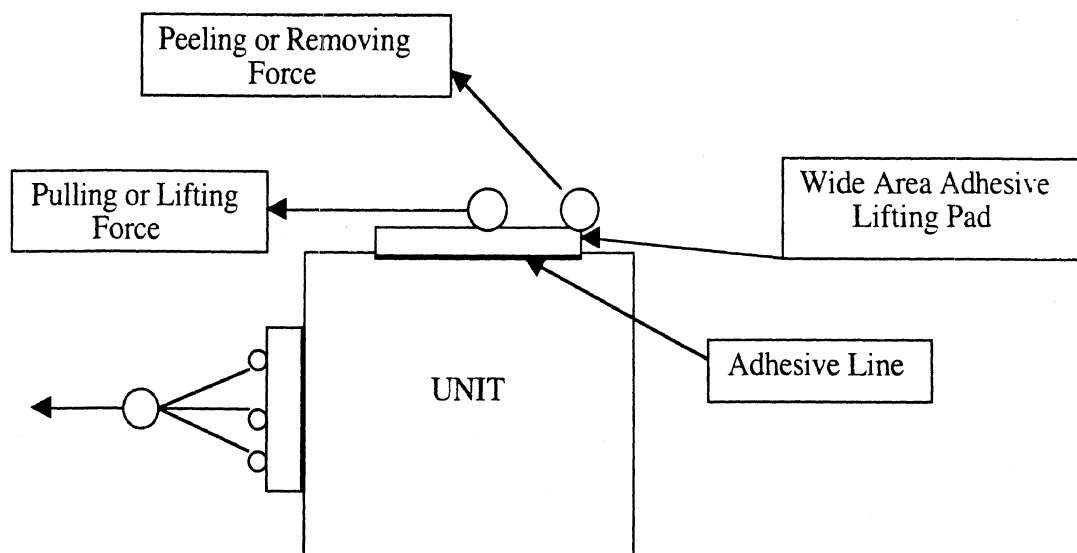 Peeling or Removing
Force
Pulling or Lifting
Force
Wide Area Adhesive
Lifting Pad
Adhesive Line
UNIT